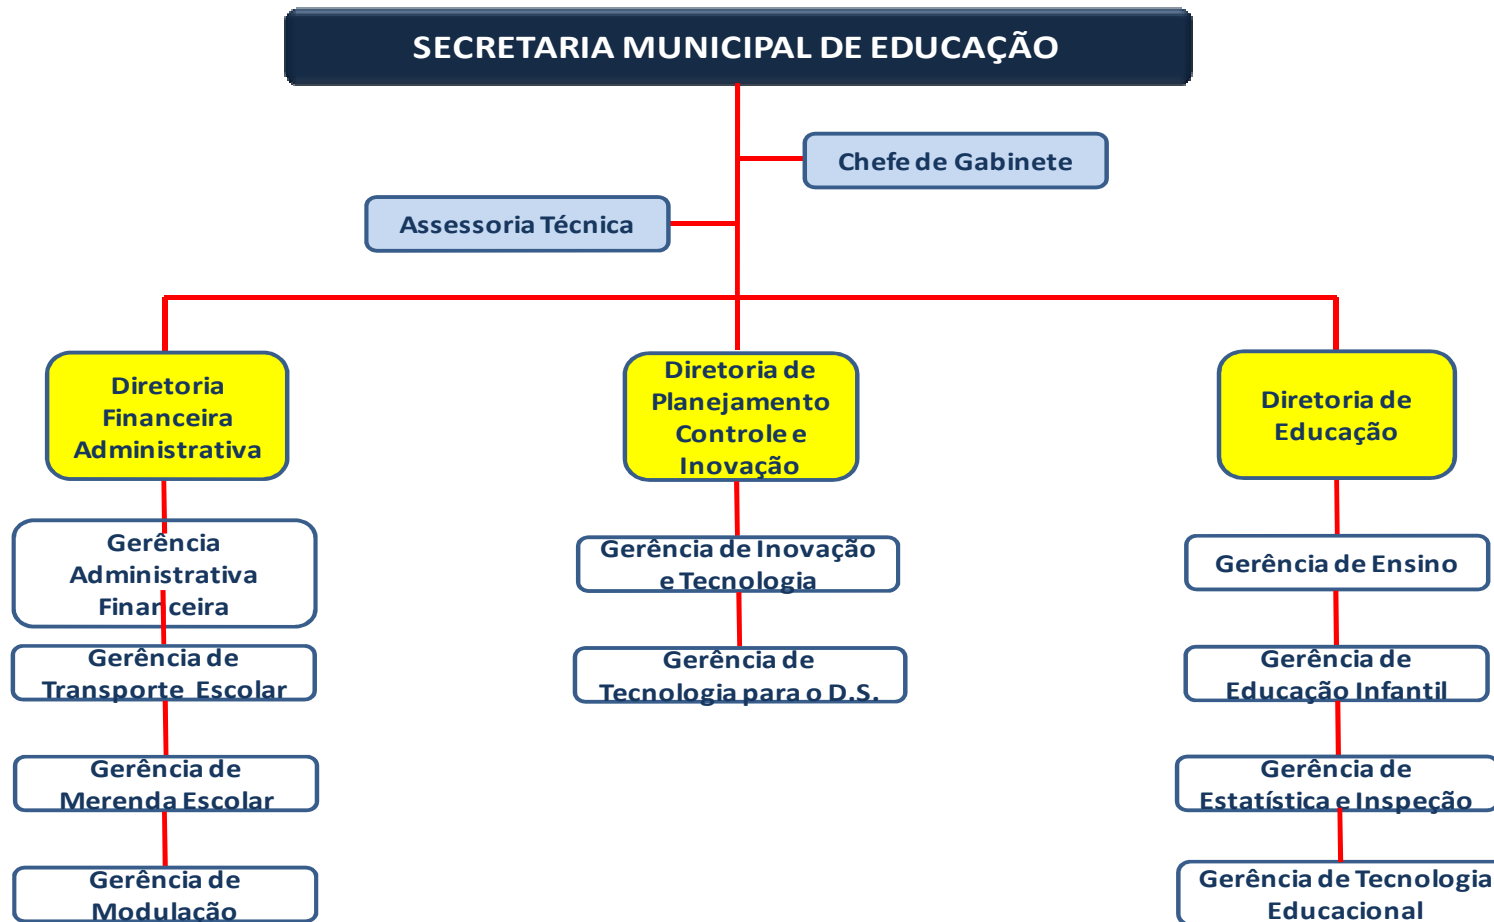 SECRETARIA MUNICIPAL DE EDUCAÇÃO
Chefe de Gabinete
Assessoria Técnica
Diretoria
Financeira
Administrativa
Diretoria de
Planejamento
Controle e
Inovação
Diretoria de
Educação
Gerência
Administrativa
Financeira
Gerência de
Transporte Escolar
Gerência de
Merenda Escolar
Gerência de
Modulação
Gerência de Inovação
e Tecnologia
Gerência de
Tecnologia para o D.S.
Gerência de Ensino
Gerência de
Educação Infantil
Gerência de
Estatística e Inspeção
Gerência de Tecnologia
Educacional